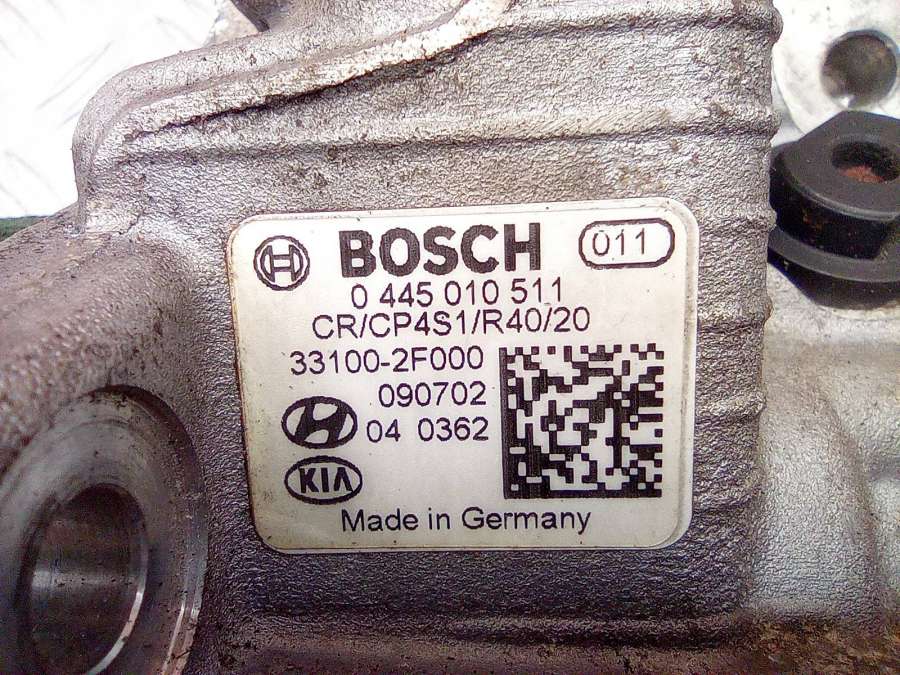 BOSCH 011
0 445 010 511
CR/CP4S1/R40/20
33100-2F000
090702
04 0362
KIA
Made in Germany